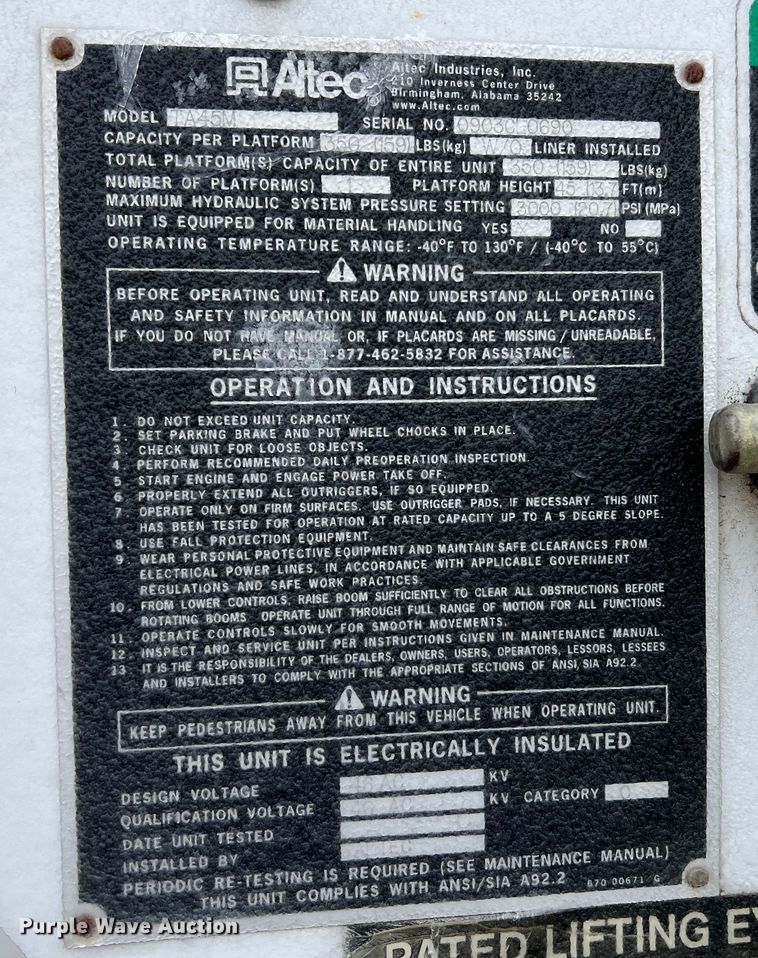 Altec
Altec Industries, Inc.
210 Inverness Center Drive
Birmingham, Alabama 35242
www.Altec.com
MODEL TA45M SERIAL NO. 0903CL0690
CAPACITY PER PLATFORM 350 (159) LBS(kg) W/O LINER INSTALLED
TOTAL PLATFORM(S) CAPACITY OF ENTIRE UNIT 350 (159) LBS(kg)
NUMBER OF PLATFORM(S) PLATFORM HEIGHT 45 (13.7) FT(m)
MAXIMUM HYDRAULIC SYSTEM PRESSURE SETTING 3000 (20.7) PSI (MPa)
UNIT IS EQUIPPED FOR MATERIAL HANDLING YES X NO
OPERATING TEMPERATURE RANGE: -40°F TO 130°F / (-40°C TO 55°C)
WARNING
BEFORE OPERATING UNIT, READ AND UNDERSTAND ALL OPERATING
AND SAFETY INFORMATION IN MANUAL AND ON ALL PLACARDS.
IF YOU DO NOT HAVE MANUAL OR, IF PLACARDS ARE MISSING/UNREADABLE,
PLEASE CALL 1-877-462-5832 FOR ASSISTANCE.
OPERATION AND INSTRUCTIONS
1. DO NOT EXCEED UNIT CAPACITY.
2. SET PARKING BRAKE AND PUT WHEEL CHOCKS IN PLACE.
3. CHECK UNIT FOR LOOSE OBJECTS.
4. PERFORM RECOMMENDED DAILY PREOPERATION INSPECTION.
5. START ENGINE AND ENGAGE POWER TAKE OFF.
6. PROPERLY EXTEND ALL OUTRIGGERS, IF SO EQUIPPED.
7. OPERATE ONLY ON FIRM SURFACES. USE OUTRIGGER PADS, IF NECESSARY. THIS UNIT
HAS BEEN TESTED FOR OPERATION AT RATED CAPACITY UP TO A 5 DEGREE SLOPE.
8. USE FALL PROTECTION EQUIPMENT.
9. WEAR PERSONAL PROTECTIVE EQUIPMENT AND MAINTAIN SAFE CLEARANCES FROM
ELECTRICAL POWER LINES, IN ACCORDANCE WITH APPLICABLE GOVERNMENT
REGULATIONS AND SAFE WORK PRACTICES.
10. FROM LOWER CONTROLS, RAISE BOOM SUFFICIENTLY TO CLEAR ALL OBSTRUCTIONS BEFORE
ROTATING BOOMS. OPERATE UNIT THROUGH FULL RANGE OF MOTION FOR ALL FUNCTIONS.
11. OPERATE CONTROLS SLOWLY FOR SMOOTH MOVEMENTS.
12. INSPECT AND SERVICE UNIT PER INSTRUCTIONS GIVEN IN MAINTENANCE MANUAL.
13. IT IS THE RESPONSIBILITY OF THE DEALERS, OWNERS, USERS, OPERATORS, LESSORS, LESSEES
AND INSTALLERS TO COMPLY WITH THE APPROPRIATE SECTIONS OF ANSI/SIA A92.2.
WARNING
KEEP PEDESTRIANS AWAY FROM THIS VEHICLE WHEN OPERATING UNIT.
THIS UNIT IS ELECTRICALLY INSULATED
DESIGN VOLTAGE KV
QUALIFICATION VOLTAGE KV CATEGORY C
DATE UNIT TESTED
INSTALLED BY
PERIODIC RE-TESTING IS REQUIRED (SEE MAINTENANCE MANUAL)
THIS UNIT COMPLIES WITH ANSI/SIA A92.2 870 00671 G
RATED LIFTING
Purple Wave Auction